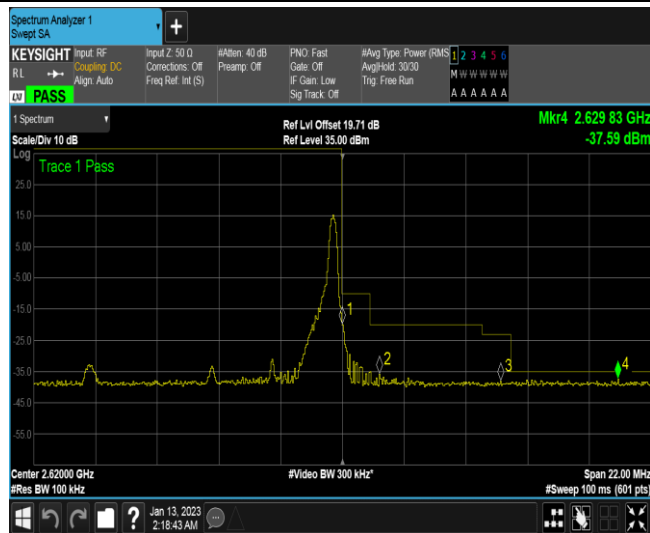 Spectrum Analyzer 1
Swept SA
KEYSIGHT Input: RF Input Z: 50 Ω #Atten: 40 dB PNO: Fast #Avg Type: Power (RMS 1 2 3 4 5 6
RL Coupling: DC Corrections: Off Preamp: Off Gate: Off Avg|Hold: 30/30 M W W W W W
Align: Auto Freq Ref: Int (S) IF Gain: Low Trig: Free Run
LXI PASS Sig Track: Off A A A A A A
1 Spectrum Ref Lvl Offset 19.71 dB Mkr4 2.629 83 GHz
Scale/Div 10 dB Ref Level 35.00 dBm -37.59 dBm
Log
Trace 1 Pass
25.0
15.0
5.00
-5.00
-15.0
1
-25.0
2
3
4
-35.0
-45.0
-55.0
Center 2.62000 GHz #Video BW 300 kHz* Span 22.00 MHz
#Res BW 100 kHz #Sweep 100 ms (601 pts)
Jan 13, 2023
2:18:43 AM